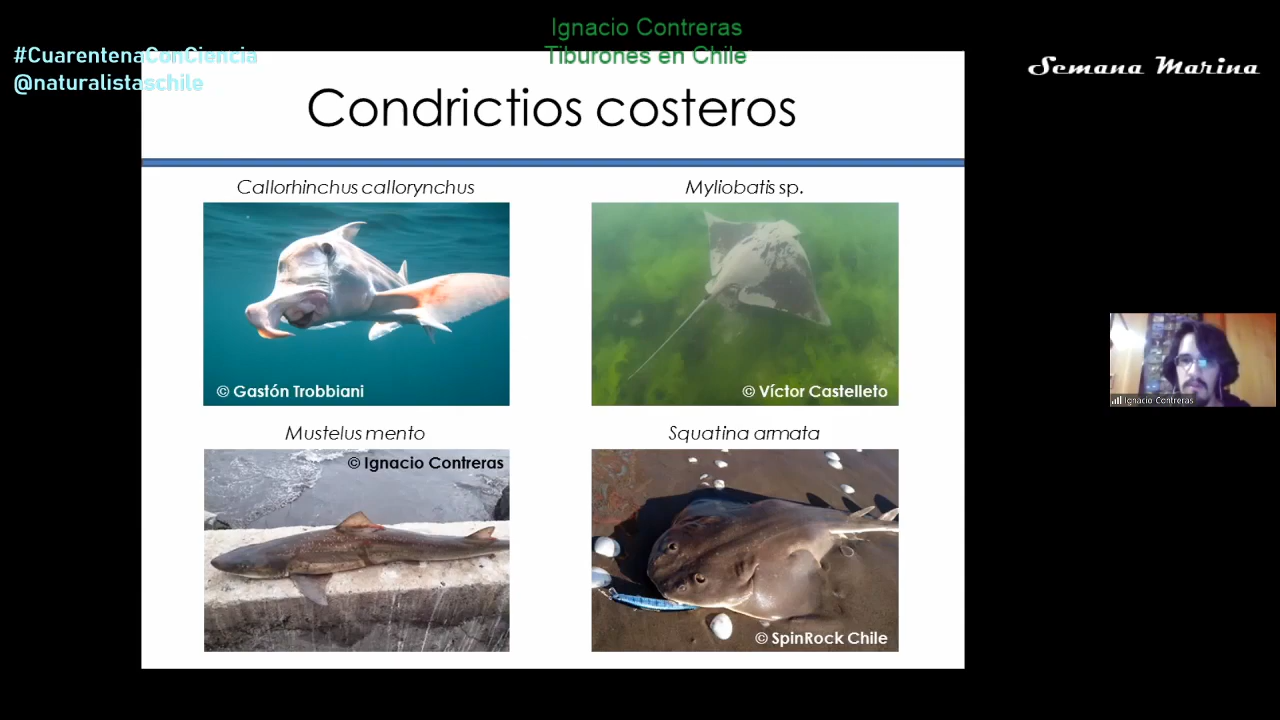 Ignacio Contreras
Tiburones en Chile
#CuarentenaConCiencia
@naturalistaschile
Semana Marina
Condrictios costeros
Callorhinchus callorynchus
Myliobatis sp.
© Gastón Trobbiani
© Víctor Castelleto
Mustelus mento
Squatina armata
© Ignacio Contreras
© SpinRock Chile
Ignacio Contreras